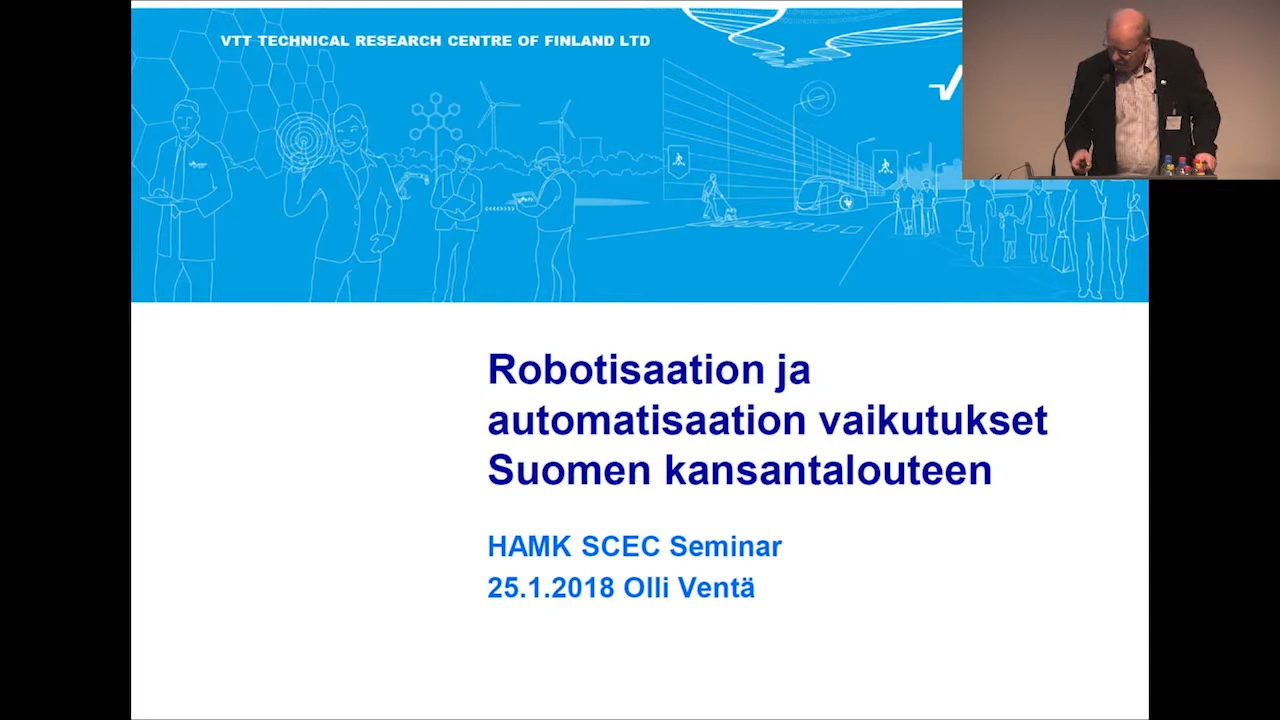 VTT TECHNICAL RESEARCH CENTRE OF FINLAND LTD
Robotisaation ja
automatisaation vaikutukset
Suomen kansantalouteen
HAMK SCEC Seminar
25.1.2018 Olli Ventä